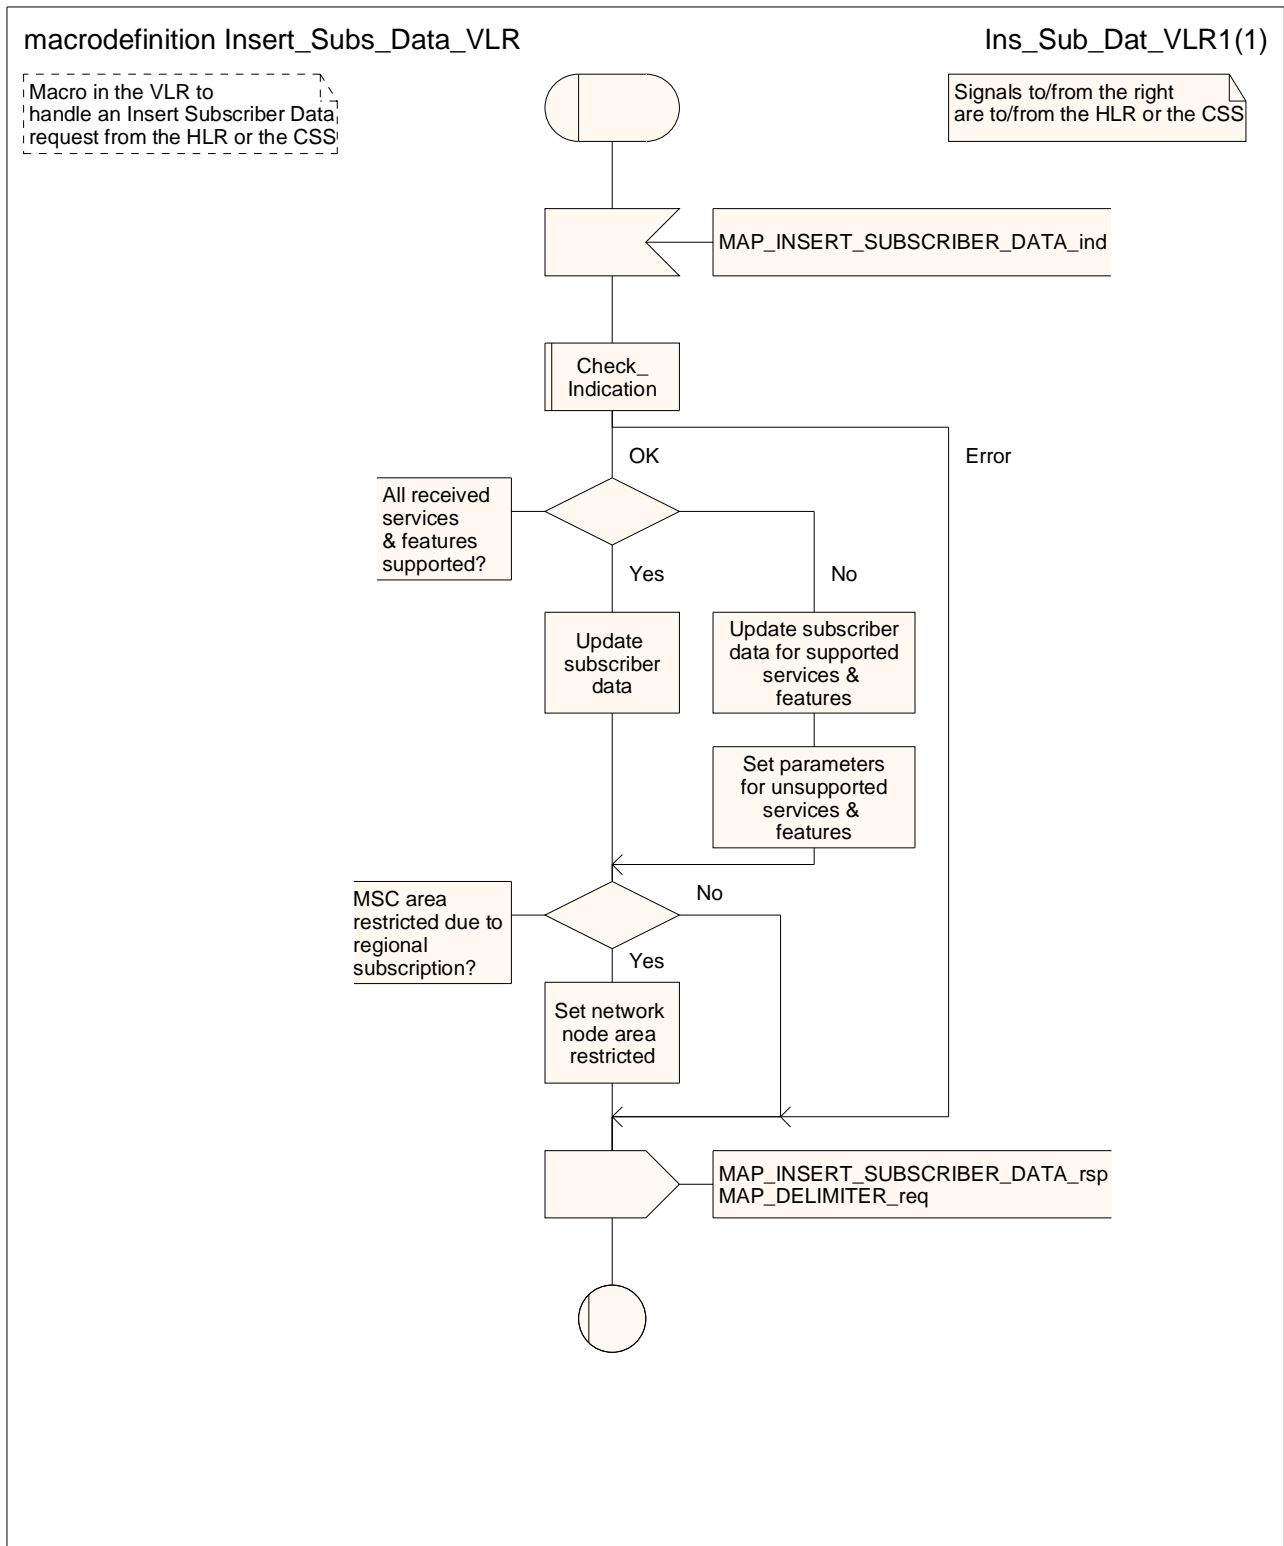 macrodefinition Insert_Subs_Data_VLR
Ins_Sub_Dat_VLR1(1)
Macro in the VLR to
handle an Insert Subscriber Data
request from the HLR or the CSS
Signals to/from the right
are to/from the HLR or the CSS
MAP_INSERT_SUBSCRIBER_DATA_ind
Check_
Indication
OK
Error
All received
services
& features
supported?
Yes
No
Update
subscriber
data
Update subscriber
data for supported
services &
features
Set parameters
for unsupported
services &
features
MSC area
restricted due to
regional
subscription?
No
Yes
Set network
node area
restricted
MAP_INSERT_SUBSCRIBER_DATA_rsp
MAP_DELIMITER_req